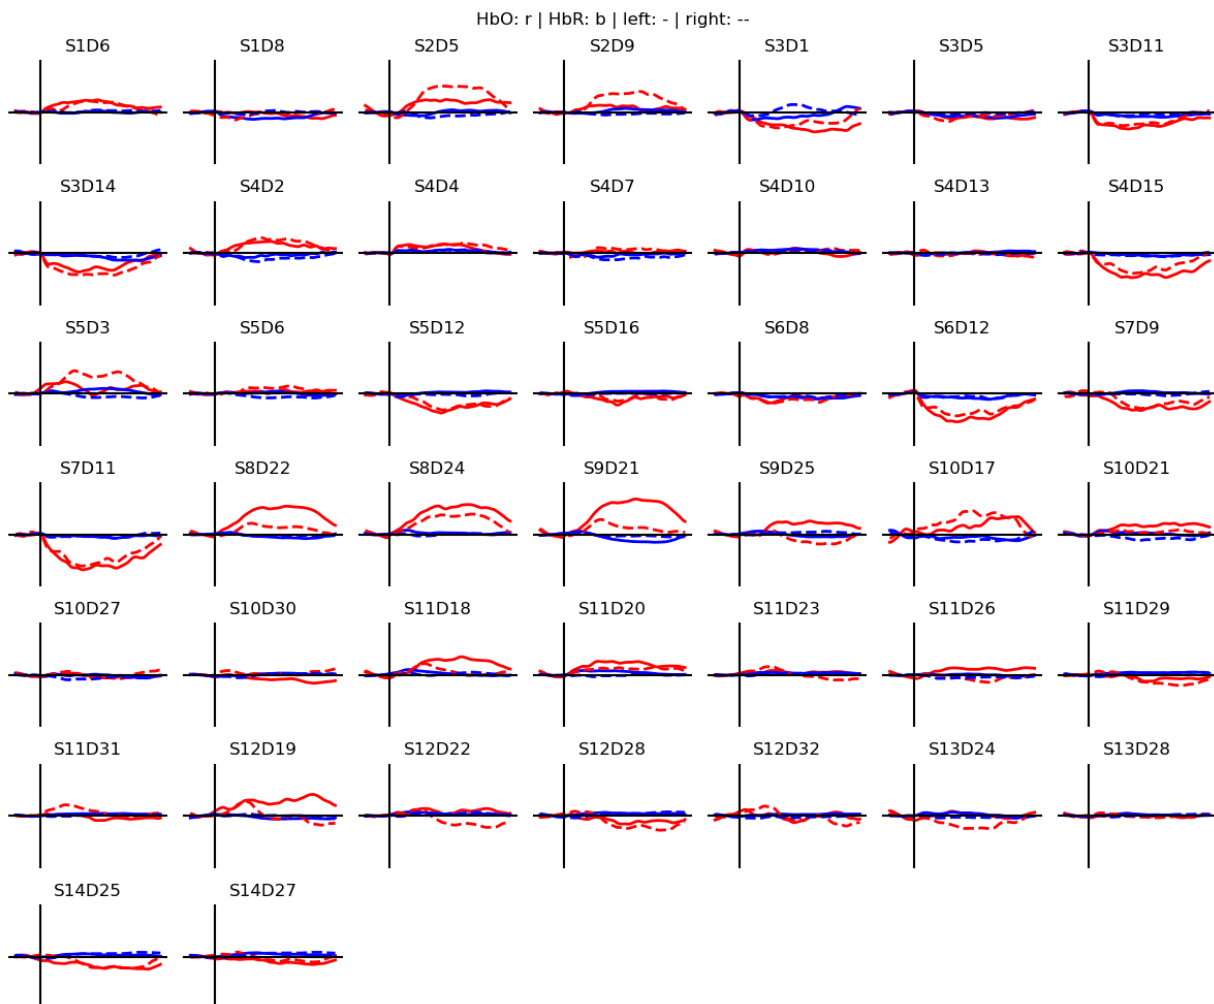 HbO: r | HbR: b | left: - | right: --
S1D6 S1D8 S2D5 S2D9 S3D1 S3D5 S3D11
S3D14 S4D2 S4D4 S4D7 S4D10 S4D13 S4D15
S5D3 S5D6 S5D12 S5D16 S6D8 S6D12 S7D9
S7D11 S8D22 S8D24 S9D21 S9D25 S10D17 S10D21
S10D27 S10D30 S11D18 S11D20 S11D23 S11D26 S11D29
S11D31 S12D19 S12D22 S12D28 S12D32 S13D24 S13D28
S14D25 S14D27